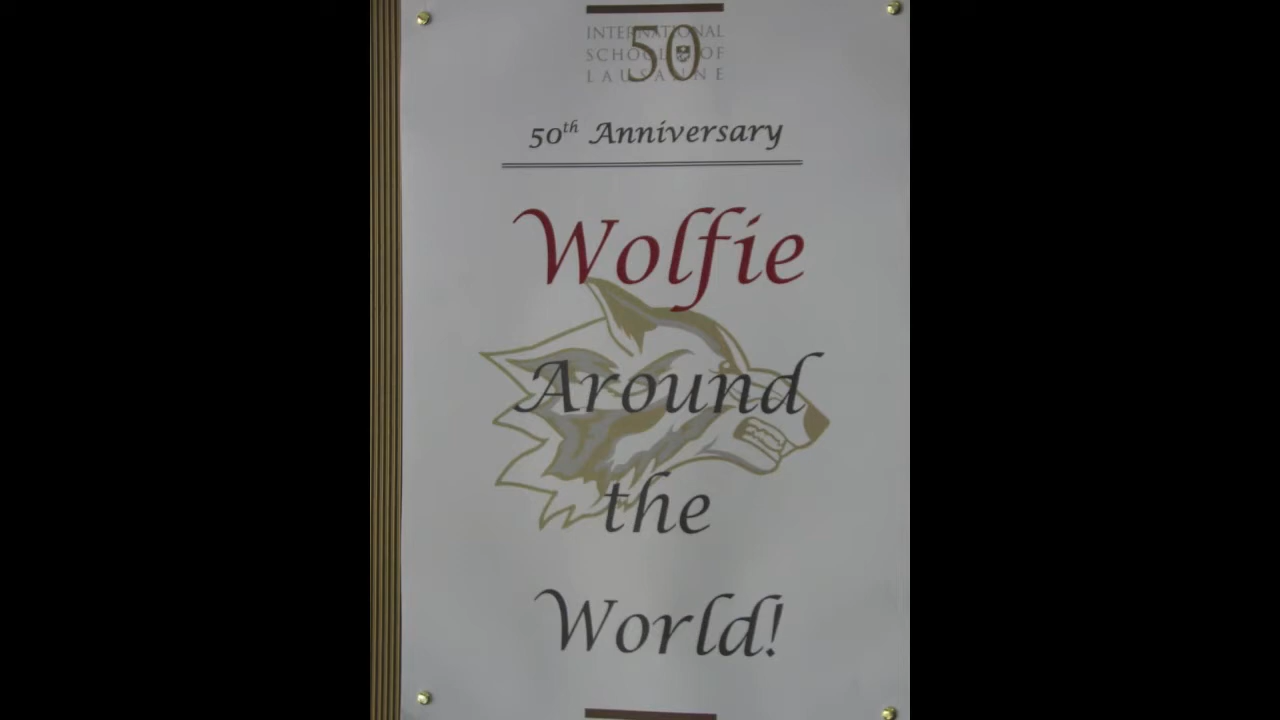 INTERNATIONAL
SCHOOL OF
LAUSANNE
50
50th Anniversary
Wolfie
Around
the
World!